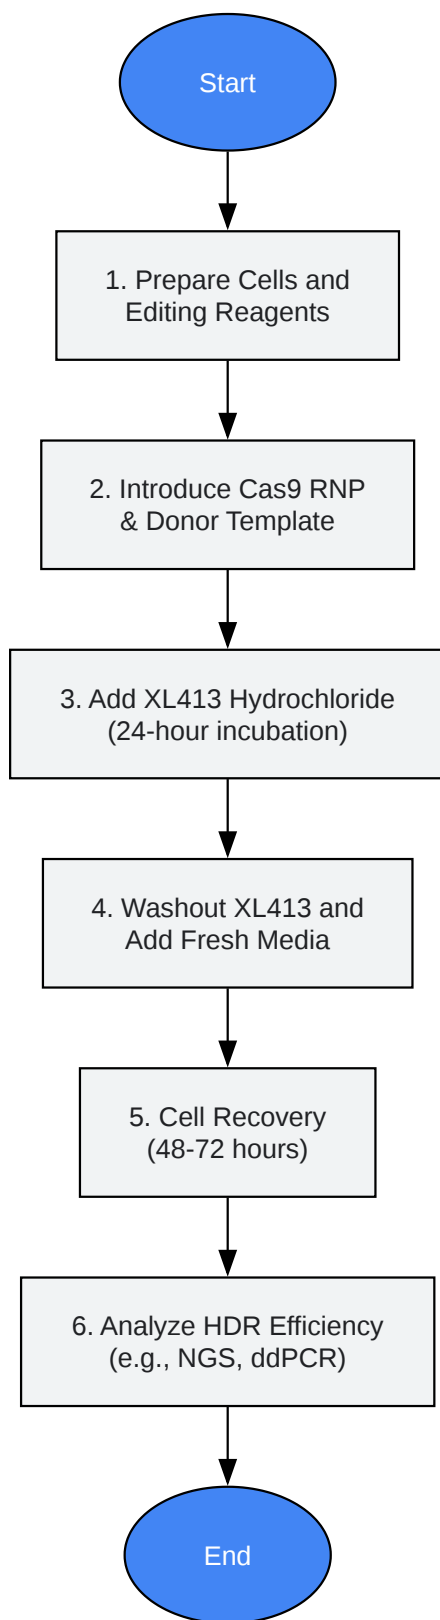 Start
1. Prepare Cells and
Editing Reagents
2. Introduce Cas9 RNP
& Donor Template
3. Add XL413 Hydrochloride
(24-hour incubation)
4. Washout XL413 and
Add Fresh Media
5. Cell Recovery
(48-72 hours)
6. Analyze HDR Efficiency
(e.g., NGS, ddPCR)
End